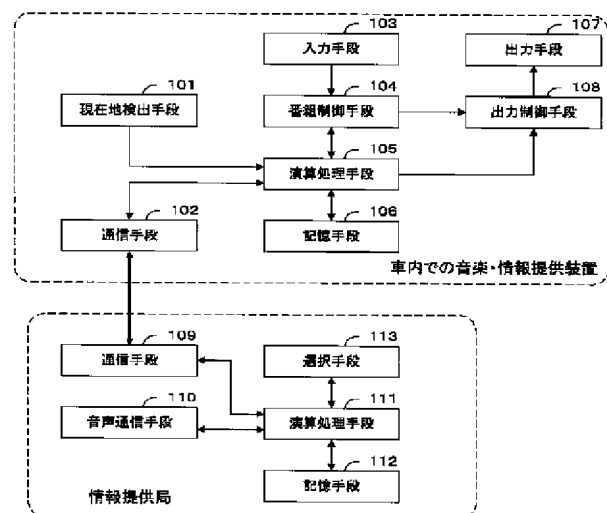 103
入力手段
107
出力手段
101
現在地検出手段
104
番組制御手段
108
出力制御手段
105
演算処理手段
102
通信手段
106
記憶手段
車内での音楽・情報提供装置
109
通信手段
113
選択手段
110
音声通信手段
111
演算処理手段
112
記憶手段
情報提供局